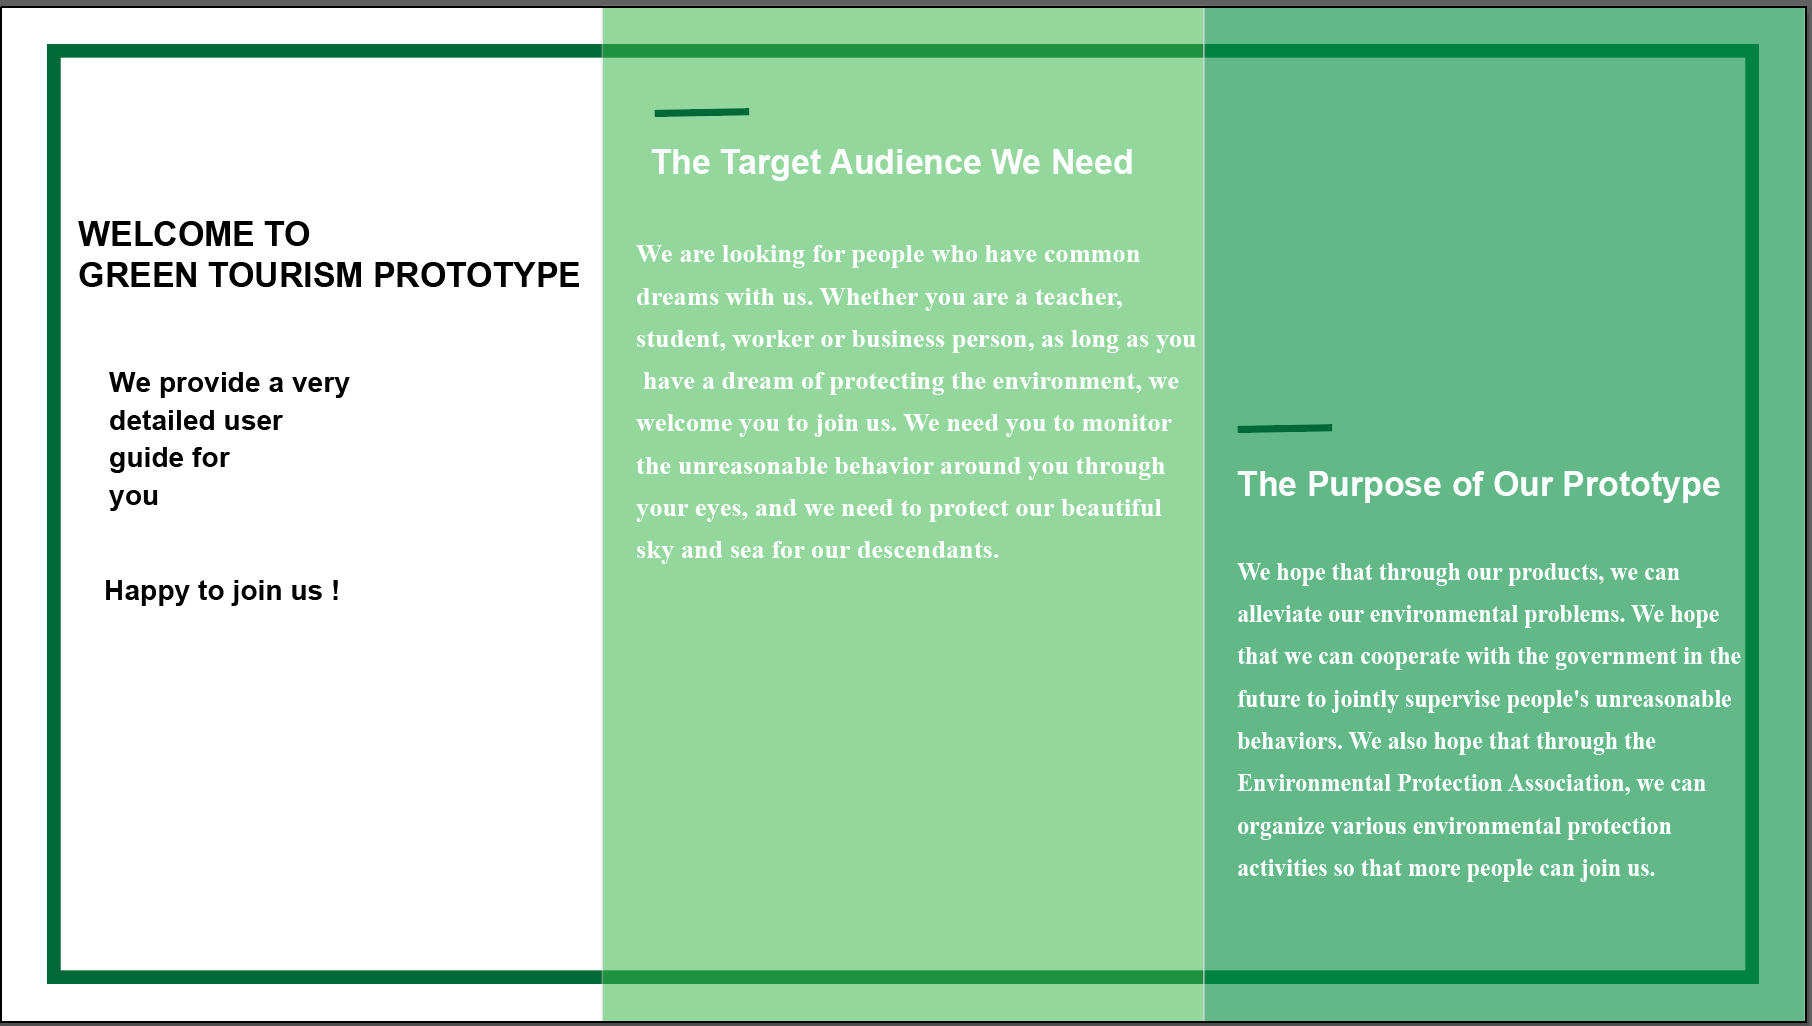 WELCOME TO
GREEN TOURISM PROTOTYPE
We provide a very
detailed user
guide for
you
Happy to join us !
The Target Audience We Need
We are looking for people who have common
dreams with us. Whether you are a teacher,
student, worker or business person, as long as you
have a dream of protecting the environment, we
welcome you to join us. We need you to monitor
the unreasonable behavior around you through
your eyes, and we need to protect our beautiful
sky and sea for our descendants.
The Purpose of Our Prototype
We hope that through our products, we can
alleviate our environmental problems. We hope
that we can cooperate with the government in the
future to jointly supervise people's unreasonable
behaviors. We also hope that through the
Environmental Protection Association, we can
organize various environmental protection
activities so that more people can join us.